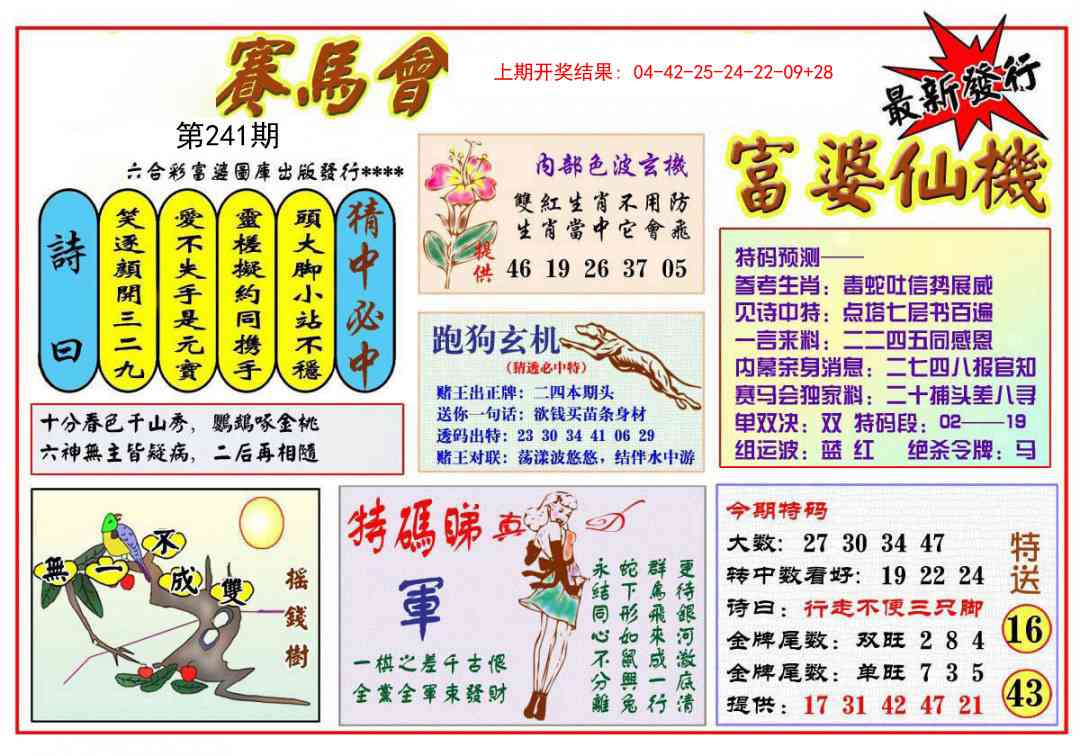 賽馬會
上期开奖结果：04-42-25-24-22-09+28
最新發行
第241期
六合彩富婆圖庫出版發行****
富婆仙機
詩曰
笑逐顏開三二九
愛不失手是元寶
靈槎擬約同携手
頭大脚小站不穩
猜中必中
十分春色千山秀，鸚鵡啄金桃
六神無主皆疑病，二后再相隨
内部色波玄機
雙紅生肖不用防
生肖當中它會飛
提供
46 19 26 37 05
跑狗玄机
（猜透必中特）
赌王出正牌：二四本期头
送你一句话：欲钱买苗条身材
透码出特：23 30 34 41 06 29
赌王对联：荡漾波悠悠，结伴水中游
特码预测——
参考生肖：毒蛇吐信势展威
见诗中特：点塔七层书百遍
一言来料：二二四五同感恩
内幕亲身消息：二七四八报官知
赛马会独家料：二十捕头差八寻
单双决：双 特码段：02——19
组运波：蓝 红 绝杀令牌：马
無一不成雙
摇錢樹
特碼睇真D
軍
一棋之差千古恨
全黨全軍束發財
更待銀河澈底清
群鳥飛來成一行
蛇下形如鼠興兔
永结同心不分離
今期特码
大数：27 30 34 47
转中数看好：19 22 24
诗曰：行走不便三只脚
金牌尾数：双旺 2 8 4
金牌尾数：单旺 7 3 5
提供：17 31 42 47 21
特送
16
43